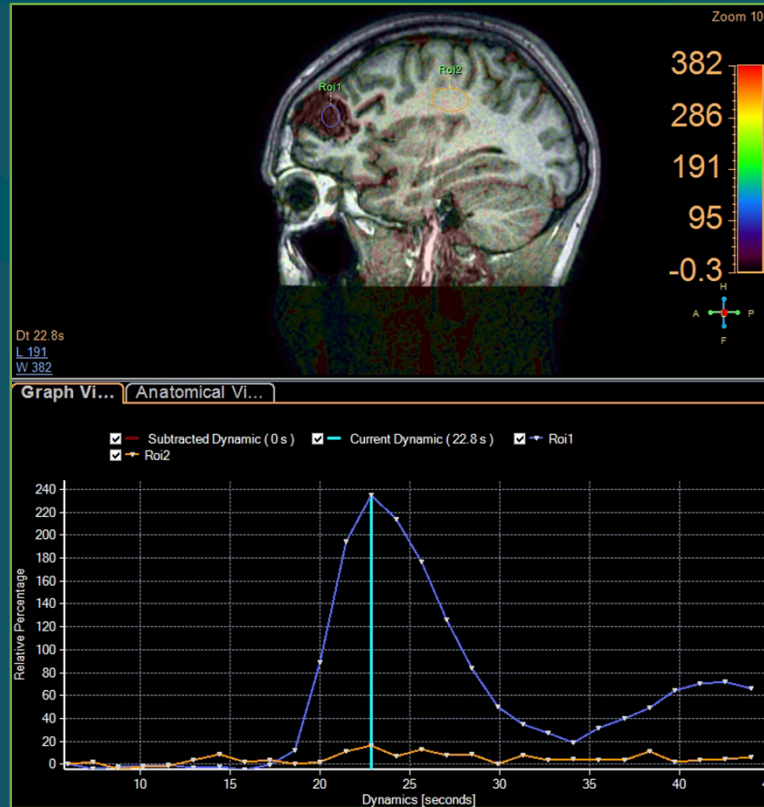 Zoom 10
382
286
191
95
-0.3
Roi1
Roi2
H
A P
F
Dt 22.8s
L 191
W 382
Graph Vi... Anatomical Vi...
Subtracted Dynamic ( 0 s ) Current Dynamic ( 22.8 s ) Roi1
Roi2
Relative Percentage
240
220
200
180
160
140
120
100
80
60
40
20
0
10 15 20 25 30 35 40
Dynamics [seconds]